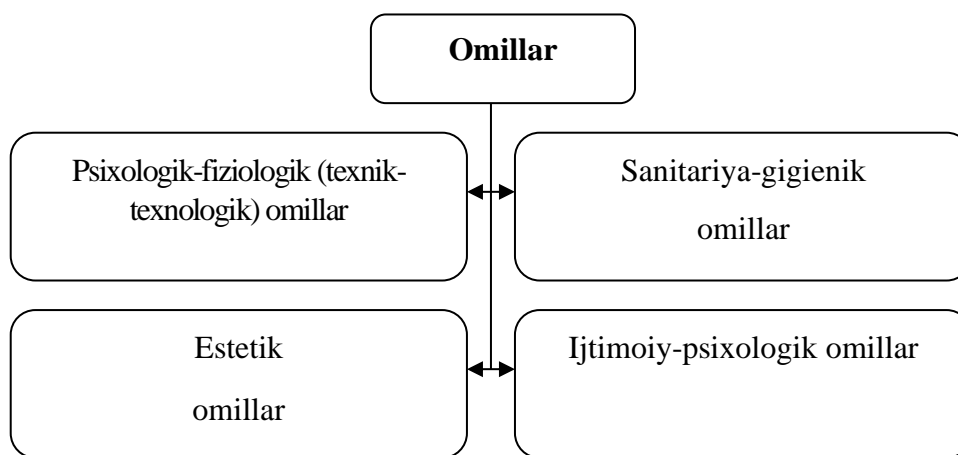 Omillar
Psixologik-fiziologik (texnik-
texnologik) omillar
Sanitariya-gigienik
omillar
Estetik
omillar
Ijtimoiy-psixologik omillar